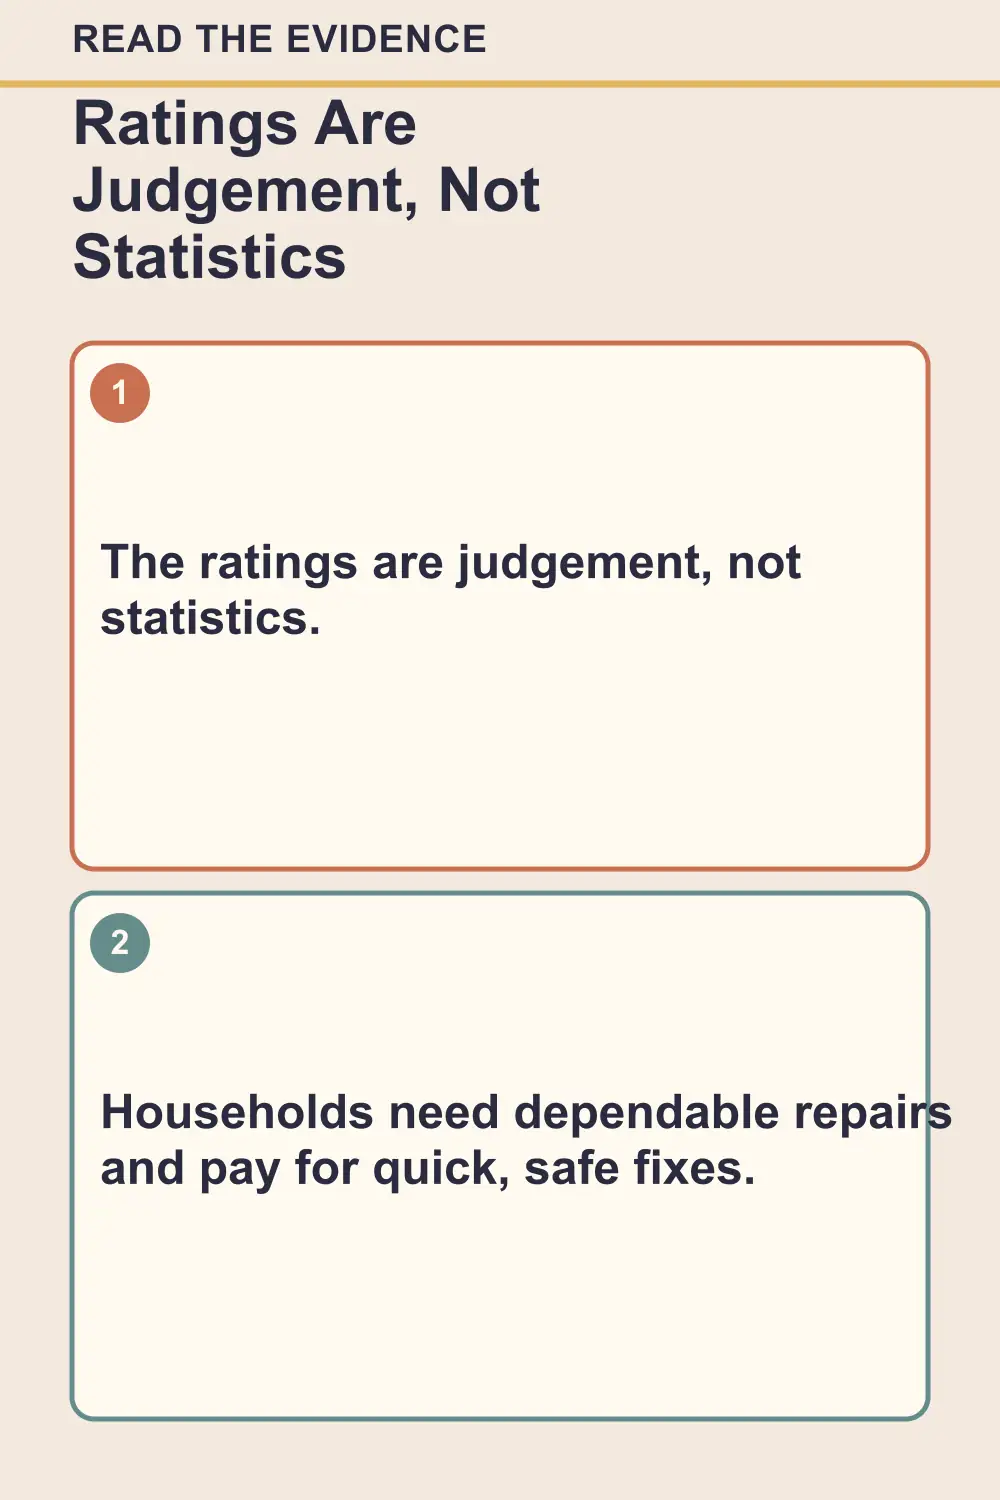 READ THE EVIDENCE
Ratings Are
Judgement, Not
Statistics
1
The ratings are judgement, not
statistics.
2
Households need dependable repairs
and pay for quick, safe fixes.